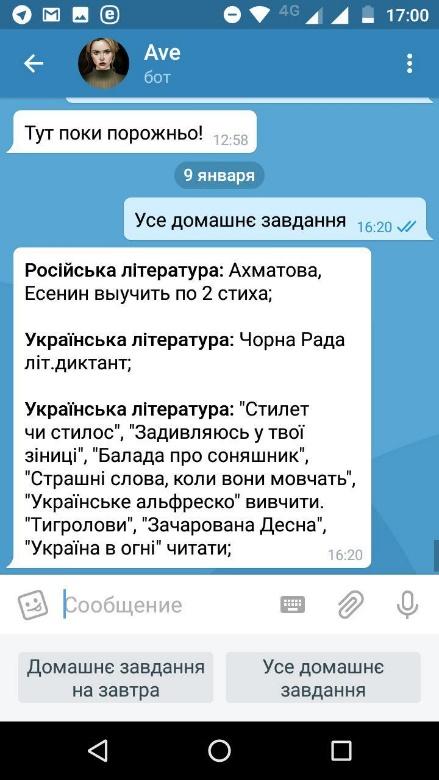 4G 17:00
Ave
бот
Тут поки порожньо! 12:58
9 января
Усе домашнє завдання 16:20
Російська література: Ахматова,
Есенин выучить по 2 стиха;
Українська література: Чорна Рада
літ.диктант;
Українська література: "Стилет
чи стилос", "Задивляюсь у твої
зіниці", "Балада про соняшник",
"Страшні слова, коли вони мовчать",
"Українське альфреско" вивчити.
"Тигролови", "Зачарована Десна",
"Україна в огні" читати;
16:20
Сообщение
Домашнє завдання
на завтра
Усе домашнє
завдання